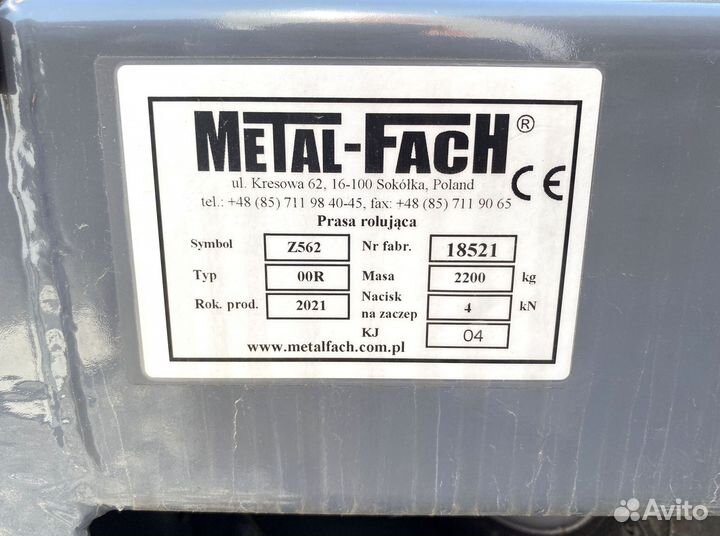 METAL-FACH®
ul. Kresowa 62, 16-100 Sokółka, Poland
tel.: +48 (85) 711 98 40-45, fax: +48 (85) 711 90 65
CE
Prasa rolująca
Symbol Z562 Nr fabr. 18521
Typ 00R Masa 2200 kg
Rok. prod. 2021 Nacisk na zaczep 4 kN
KJ 04
www.metalfach.com.pl
Avito